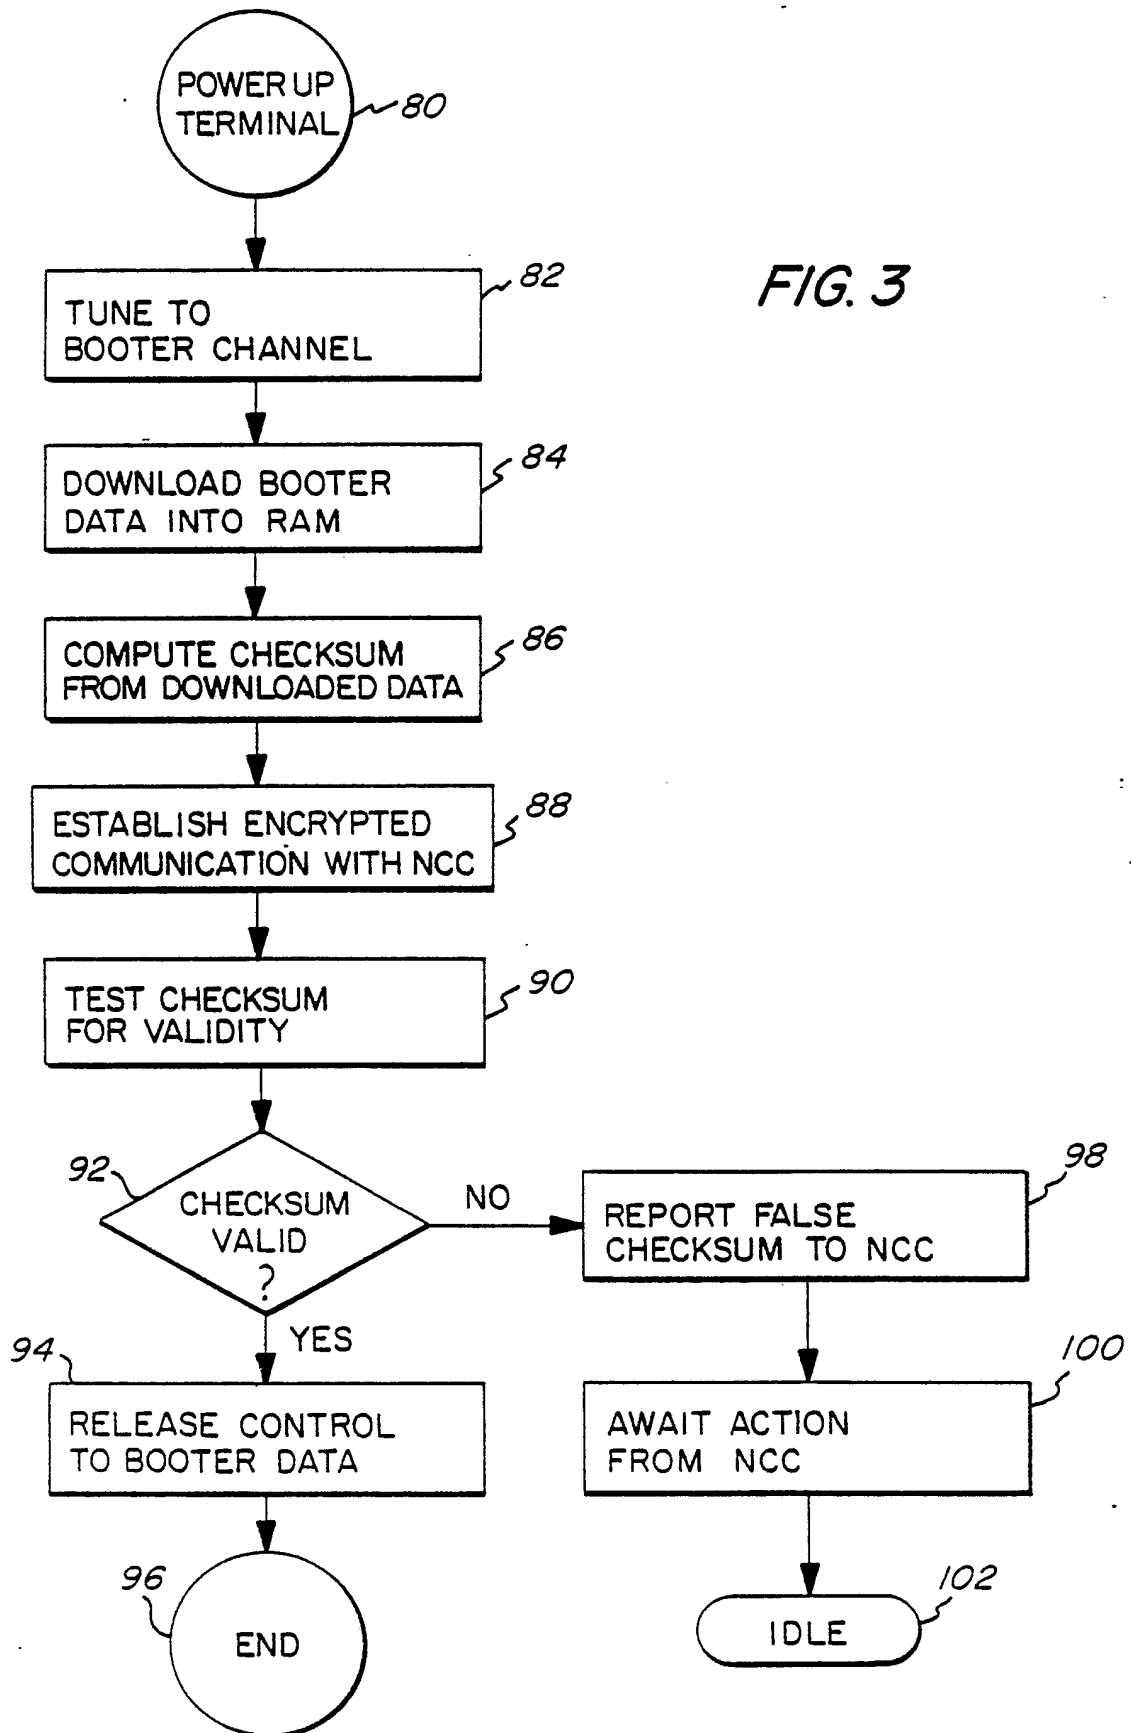 POWER UP
TERMINAL
80
FIG. 3
82
TUNE TO
BOOTER CHANNEL
84
DOWNLOAD BOOTER
DATA INTO RAM
86
COMPUTE CHECKSUM
FROM DOWNLOADED DATA
88
ESTABLISH ENCRYPTED
COMMUNICATION WITH NCC
90
TEST CHECKSUM
FOR VALIDITY
92
CHECKSUM
VALID
?
NO
98
REPORT FALSE
CHECKSUM TO NCC
YES
94
RELEASE CONTROL
TO BOOTER DATA
100
AWAIT ACTION
FROM NCC
96
END
102
IDLE